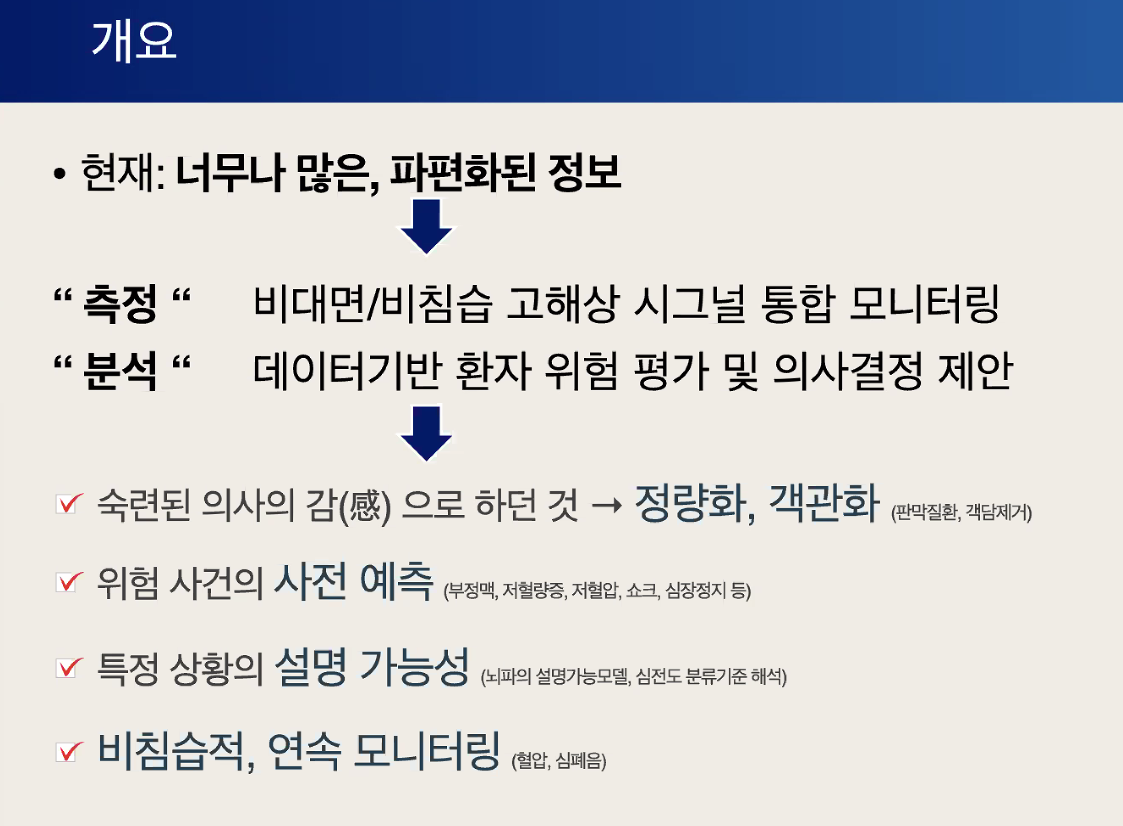 개요
• 현재: 너무나 많은, 파편화된 정보
“ 측정 “ 비대면/비침습 고해상 시그널 통합 모니터링
“ 분석 “ 데이터기반 환자 위험 평가 및 의사결정 제안
숙련된 의사의 감(感) 으로 하던 것 → 정량화, 객관화 (판막질환, 객담제거)
위험 사건의 사전 예측 (부정맥, 저혈량증, 저혈압, 쇼크, 심장정지 등)
특정 상황의 설명 가능성 (뇌파의 설명가능모델, 심전도 분류기준 해석)
비침습적, 연속 모니터링 (혈압, 심폐음)